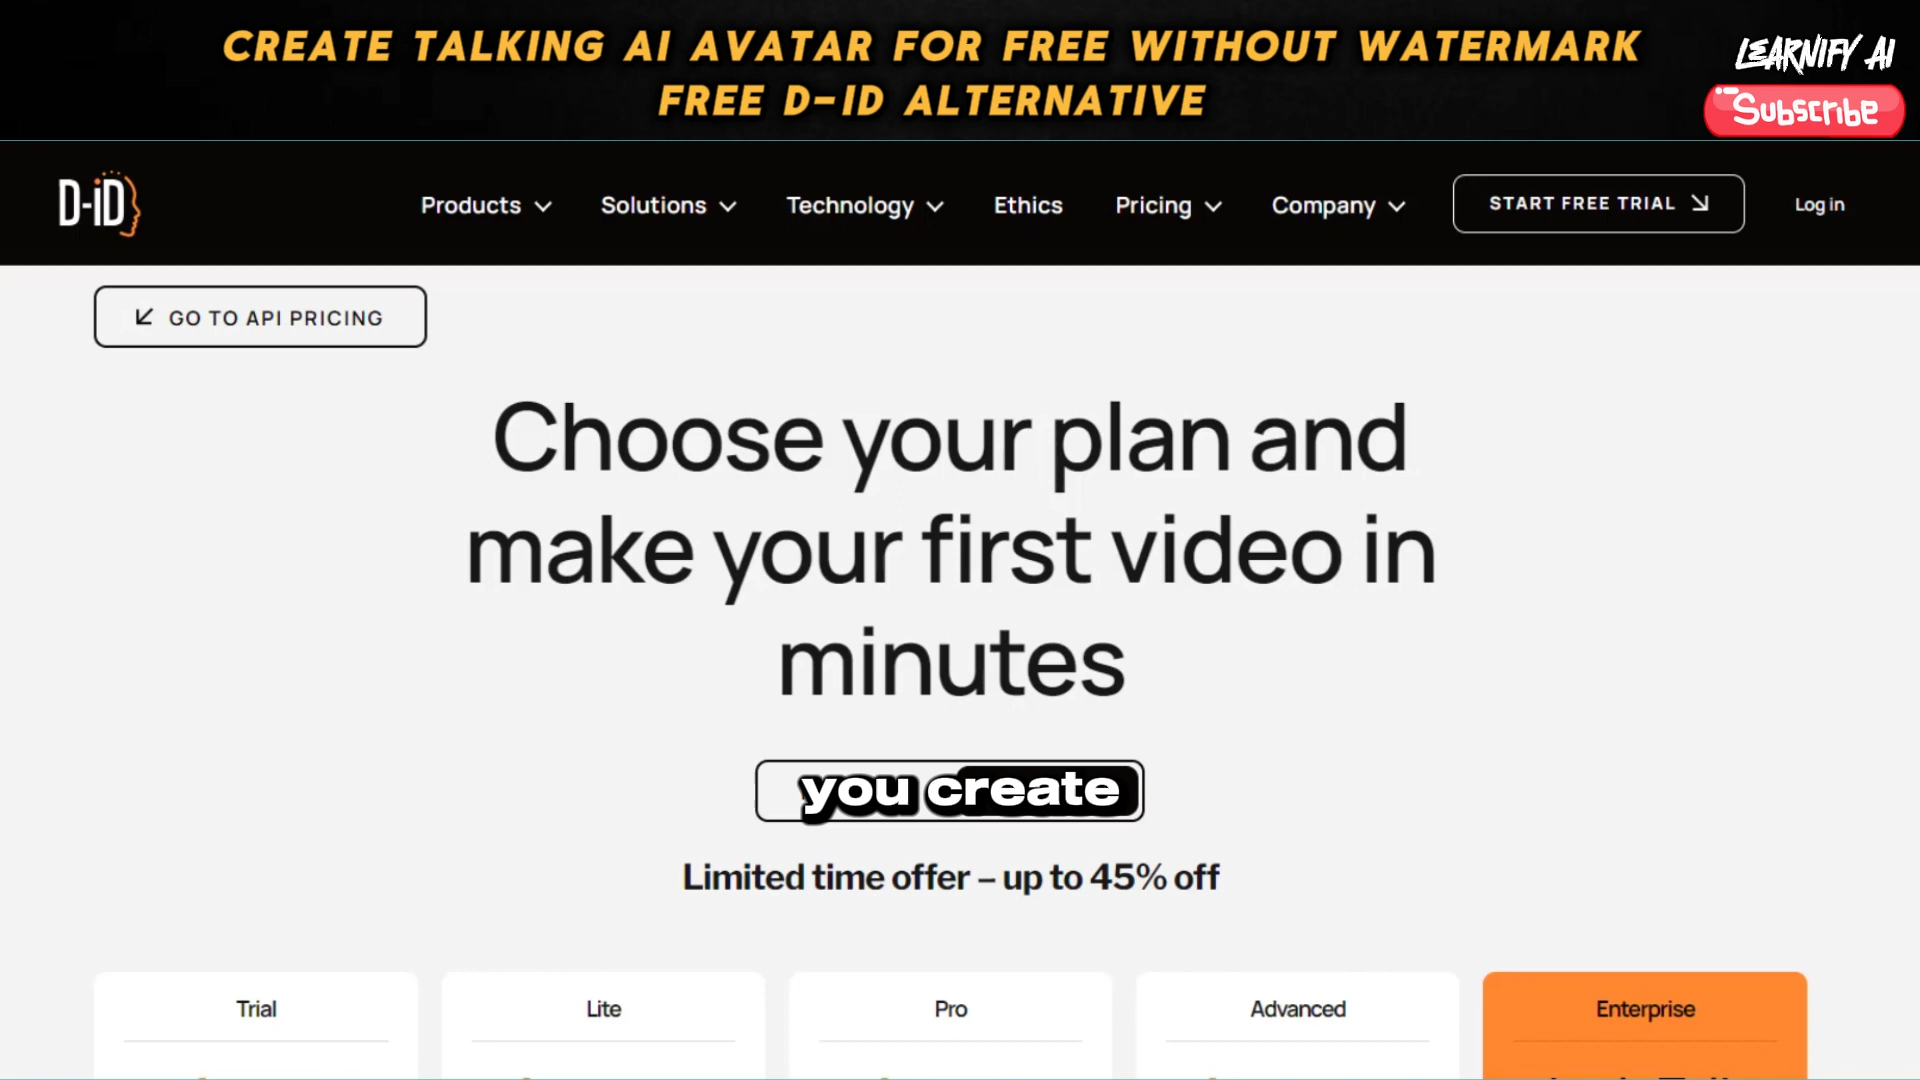 CREATE TALKING AI AVATAR FOR FREE WITHOUT WATERMARK
FREE D-ID ALTERNATIVE
LEARNIFY AI
Subscribe
D-iD
Products
Solutions
Technology
Ethics
Pricing
Company
START FREE TRIAL
Log in
GO TO API PRICING
Choose your plan and
make your first video in
minutes
you create
Limited time offer – up to 45% off
Trial
Lite
Pro
Advanced
Enterprise